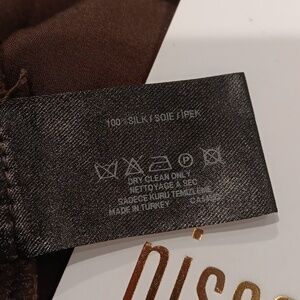 100% SILK / SOIE / İPEK
P
DRY CLEAN ONLY
NETTOYAGE A SEC
SADECE KURU TEMİZLEME
MADE IN TURKEY